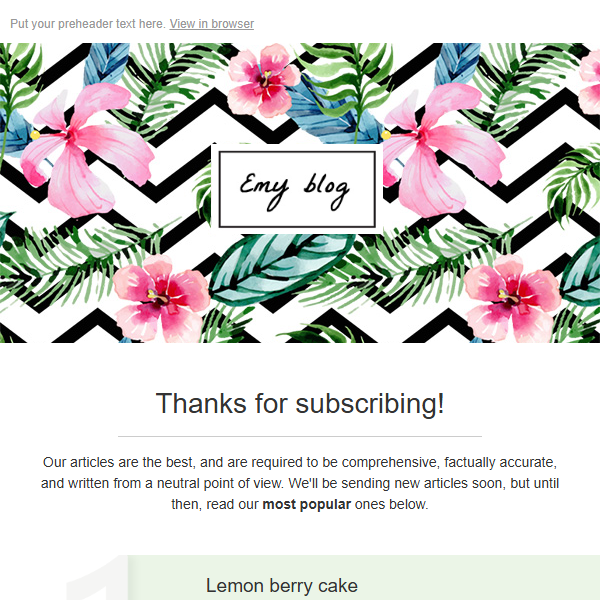 Put your preheader text here. View in browser
Emy blog
Thanks for subscribing!
Our articles are the best, and are required to be comprehensive, factually accurate,
and written from a neutral point of view. We'll be sending new articles soon, but until
then, read our most popular ones below.
1
Lemon berry cake